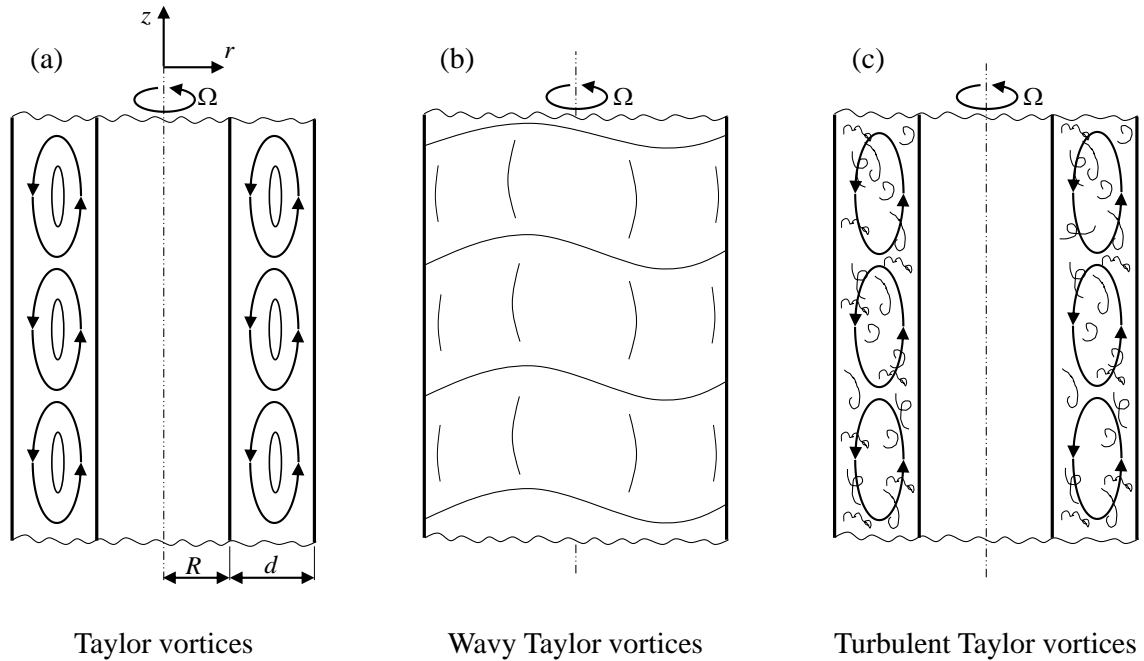 (a)
z
r
Ω
(b)
Ω
(c)
Ω
R
d
Taylor vortices
Wavy Taylor vortices
Turbulent Taylor vortices